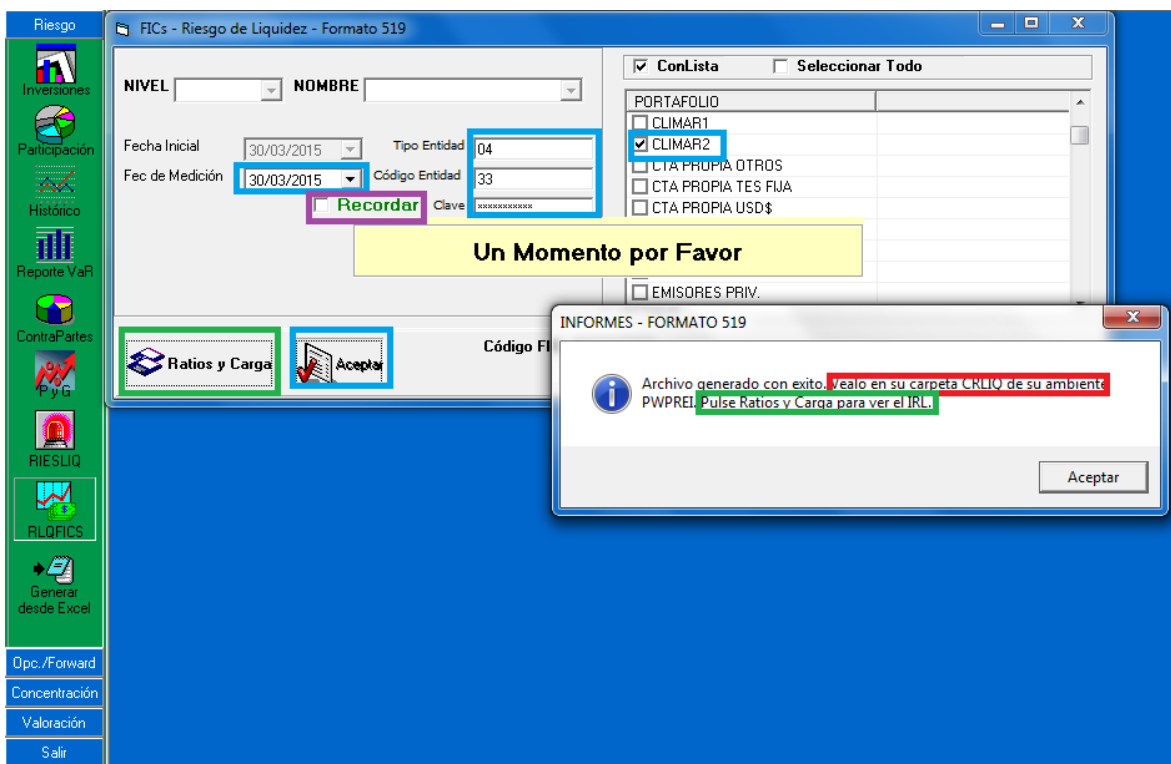 Riesgo
Inversiones
Participación
Histórico
Reporte VaR
ContraPartes
PyG
RIESLIQ
RLQFICS
Generar
desde Excel
Opc./Forward
Concentración
Valoración
Salir
FICs - Riesgo de Liquidez - Formato 519
NIVEL NOMBRE
Fecha Inicial 30/03/2015 Tipo Entidad 04
Fec de Medición 30/03/2015 Código Entidad 33
Recordar Clave xxxxxxxxxxx
ConLista Seleccionar Todo
PORTAFOLIO
CLIMAR1
CLIMAR2
CTA PROPIA OTROS
CTA PROPIA TES FIJA
CTA PROPIA USD$
Un Momento por Favor
EMISORES PRIV.
Ratios y Carga Aceptar Código
INFORMES - FORMATO 519
Archivo generado con exito. Vealo en su carpeta CRLIQ de su ambiente
PWPREI. Pulse Ratios y Carga para ver el IRL.
Aceptar